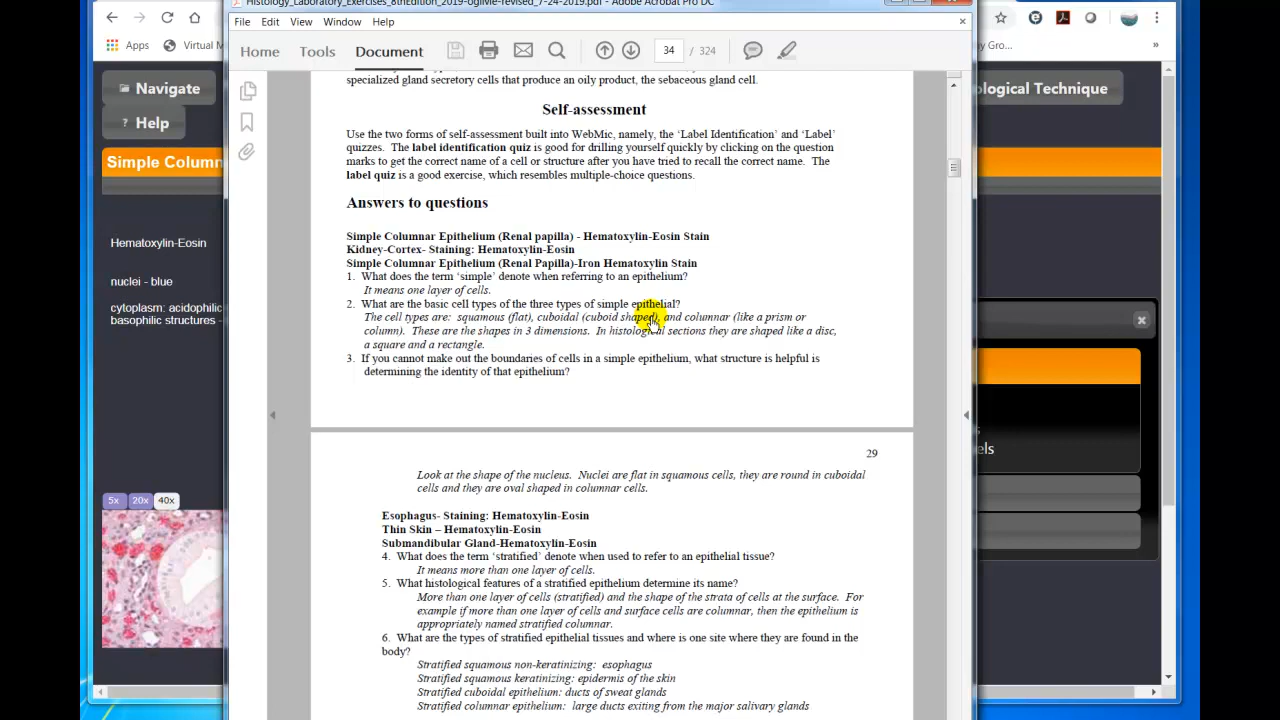 Histology_Laboratory_Exercises_8thEdition_2019-ogilvie-revised_7-24-2019.pdf - Adobe Acrobat Pro DC
File Edit View Window Help
Home Tools Document 34 / 324
Apps Virtual M
y Gro...
Navigate
Help
ological Technique
Simple Column
Hematoxylin-Eosin
nuclei - blue
cytoplasm: acidophilic
basophilic structures -
5x 20x 40x
els
specialized gland secretory cells that produce an oily product, the sebaceous gland cell.
Self-assessment
Use the two forms of self-assessment built into WebMic, namely, the ‘Label Identification’ and ‘Label’
quizzes. The label identification quiz is good for drilling yourself quickly by clicking on the question
marks to get the correct name of a cell or structure after you have tried to recall the correct name. The
label quiz is a good exercise, which resembles multiple-choice questions.
Answers to questions
Simple Columnar Epithelium (Renal papilla) - Hematoxylin-Eosin Stain
Kidney-Cortex- Staining: Hematoxylin-Eosin
Simple Columnar Epithelium (Renal Papilla)-Iron Hematoxylin Stain
1. What does the term ‘simple’ denote when referring to an epithelium?
It means one layer of cells.
2. What are the basic cell types of the three types of simple epithelial?
The cell types are: squamous (flat), cuboidal (cuboid shaped), and columnar (like a prism or
column). These are the shapes in 3 dimensions. In histological sections they are shaped like a disc,
a square and a rectangle.
3. If you cannot make out the boundaries of cells in a simple epithelium, what structure is helpful is
determining the identity of that epithelium?
29
Look at the shape of the nucleus. Nuclei are flat in squamous cells, they are round in cuboidal
cells and they are oval shaped in columnar cells.
Esophagus- Staining: Hematoxylin-Eosin
Thin Skin – Hematoxylin-Eosin
Submandibular Gland-Hematoxylin-Eosin
4. What does the term ‘stratified’ denote when used to refer to an epithelial tissue?
It means more than one layer of cells.
5. What histological features of a stratified epithelium determine its name?
More than one layer of cells (stratified) and the shape of the strata of cells at the surface. For
example if more than one layer of cells and surface cells are columnar, then the epithelium is
appropriately named stratified columnar.
6. What are the types of stratified epithelial tissues and where is one site where they are found in the
body?
Stratified squamous non-keratinizing: esophagus
Stratified squamous keratinizing: epidermis of the skin
Stratified cuboidal epithelium: ducts of sweat glands
Stratified columnar epithelium: large ducts exiting from the major salivary glands